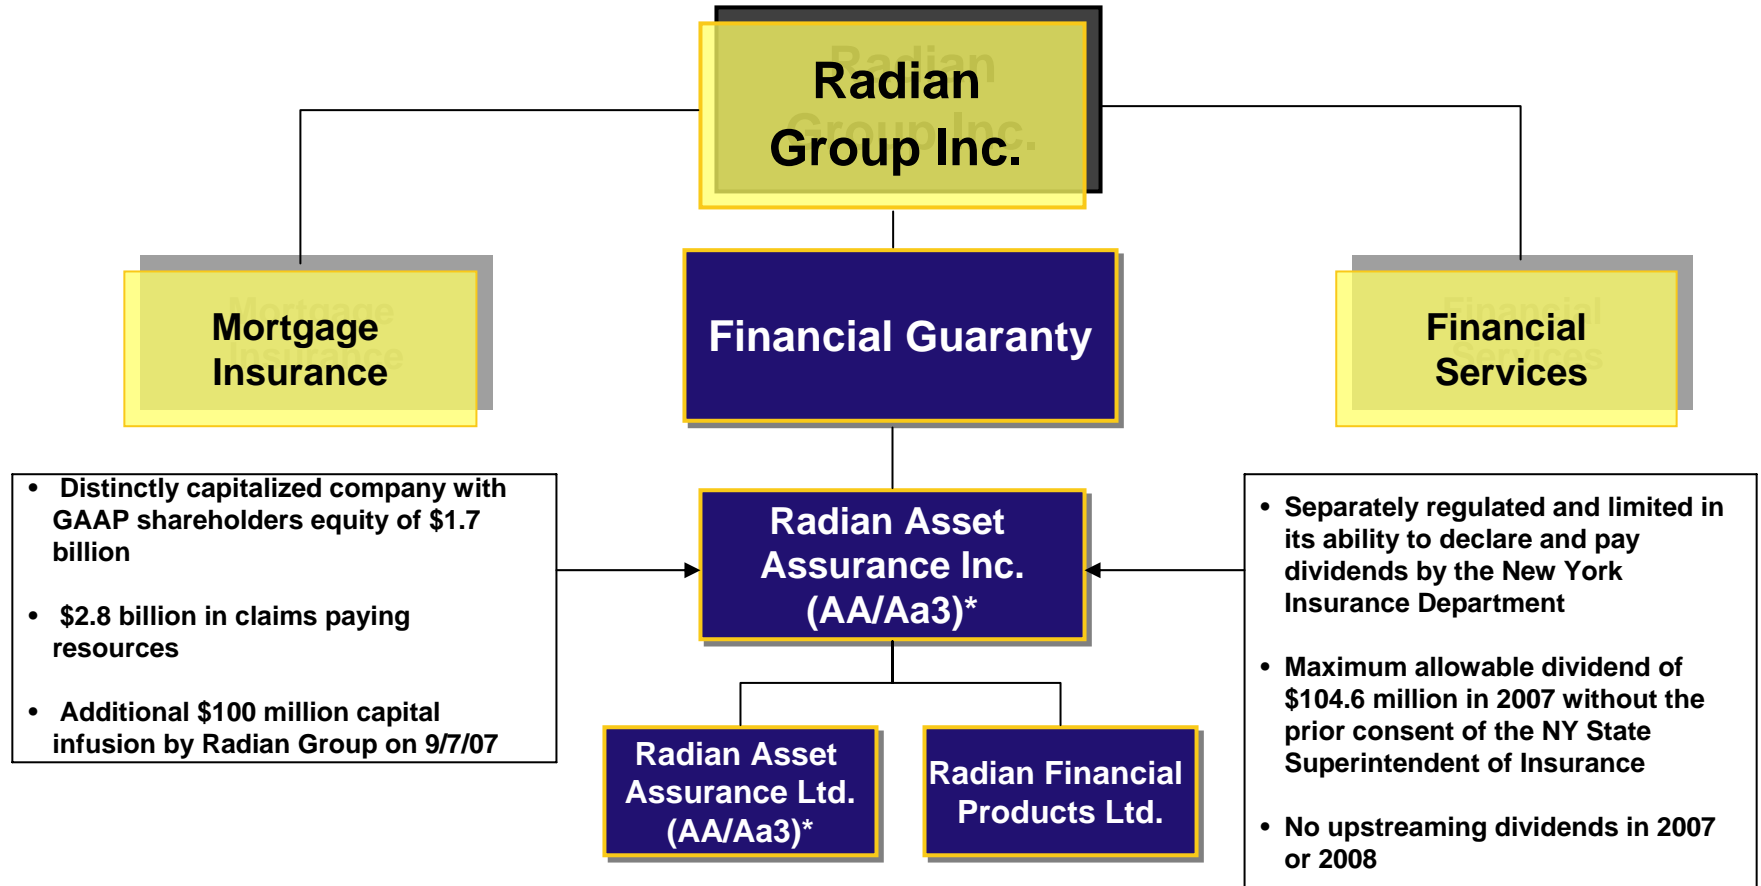 Radian
Group Inc.
Mortgage
Insurance
Financial Guaranty
Financial
Services
• Distinctly capitalized company with
GAAP shareholders equity of $1.7
billion
• $2.8 billion in claims paying
resources
• Additional $100 million capital
infusion by Radian Group on 9/7/07
Radian Asset
Assurance Inc.
(AA/Aa3)*
• Separately regulated and limited in
its ability to declare and pay
dividends by the New York
Insurance Department
• Maximum allowable dividend of
$104.6 million in 2007 without the
prior consent of the NY State
Superintendent of Insurance
• No upstreaming dividends in 2007
or 2008
Radian Asset
Assurance Ltd.
(AA/Aa3)*
Radian Financial
Products Ltd.